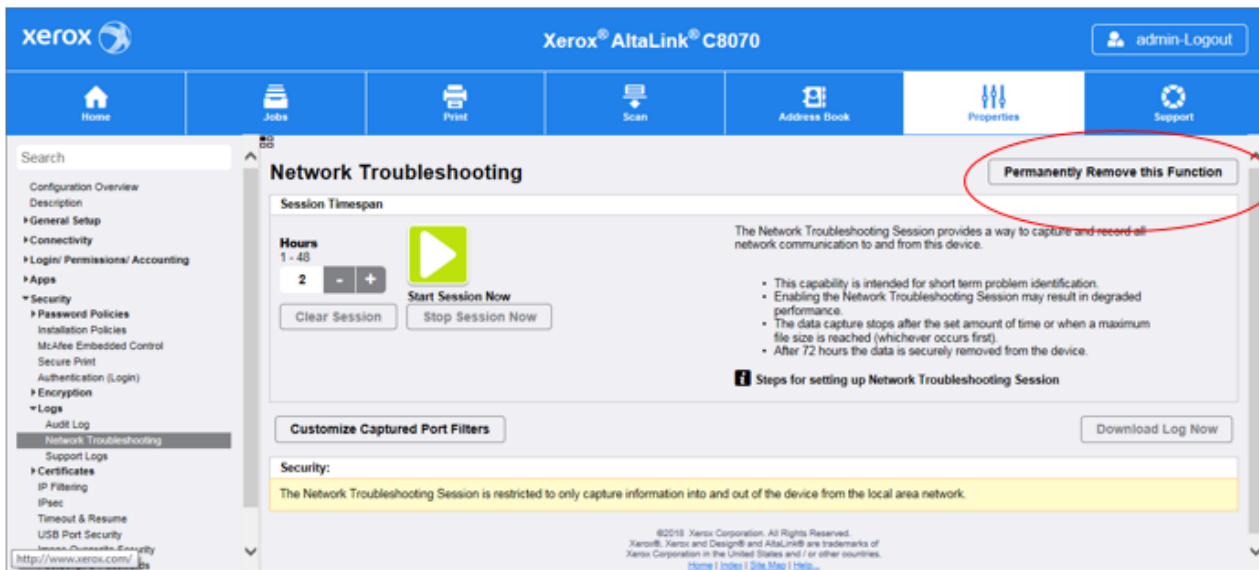 xerox
Xerox® AltaLink® C8070
admin-Logout
Home
Jobs
Print
Scan
Address Book
Properties
Support
Search
Configuration Overview
Description
General Setup
Connectivity
Login/ Permissions/ Accounting
Apps
Security
Password Policies
Installation Policies
McAfee Embedded Control
Secure Print
Authentication (Login)
Encryption
Logs
Audit Log
Network Troubleshooting
Support Logs
Certificates
IP Filtering
IPsec
Timeout & Resume
USB Port Security
http://www.xerox.com/
Network Troubleshooting
Permanently Remove this Function
Session Timespan
Hours
1 - 48
2 - +
Start Session Now
Clear Session
Stop Session Now
The Network Troubleshooting Session provides a way to capture and record all
network communication to and from this device.
• This capability is intended for short term problem identification.
• Enabling the Network Troubleshooting Session may result in degraded
performance.
• The data capture stops after the set amount of time or when a maximum
file size is reached (whichever occurs first).
• After 72 hours the data is securely removed from the device.
i Steps for setting up Network Troubleshooting Session
Customize Captured Port Filters
Download Log Now
Security:
The Network Troubleshooting Session is restricted to only capture information into and out of the device from the local area network.
©2018 Xerox Corporation. All Rights Reserved.
Xerox®, Xerox and Design® and AltaLink® are trademarks of
Xerox Corporation in the United States and / or other countries.
Home | Index | Site Map | Help...